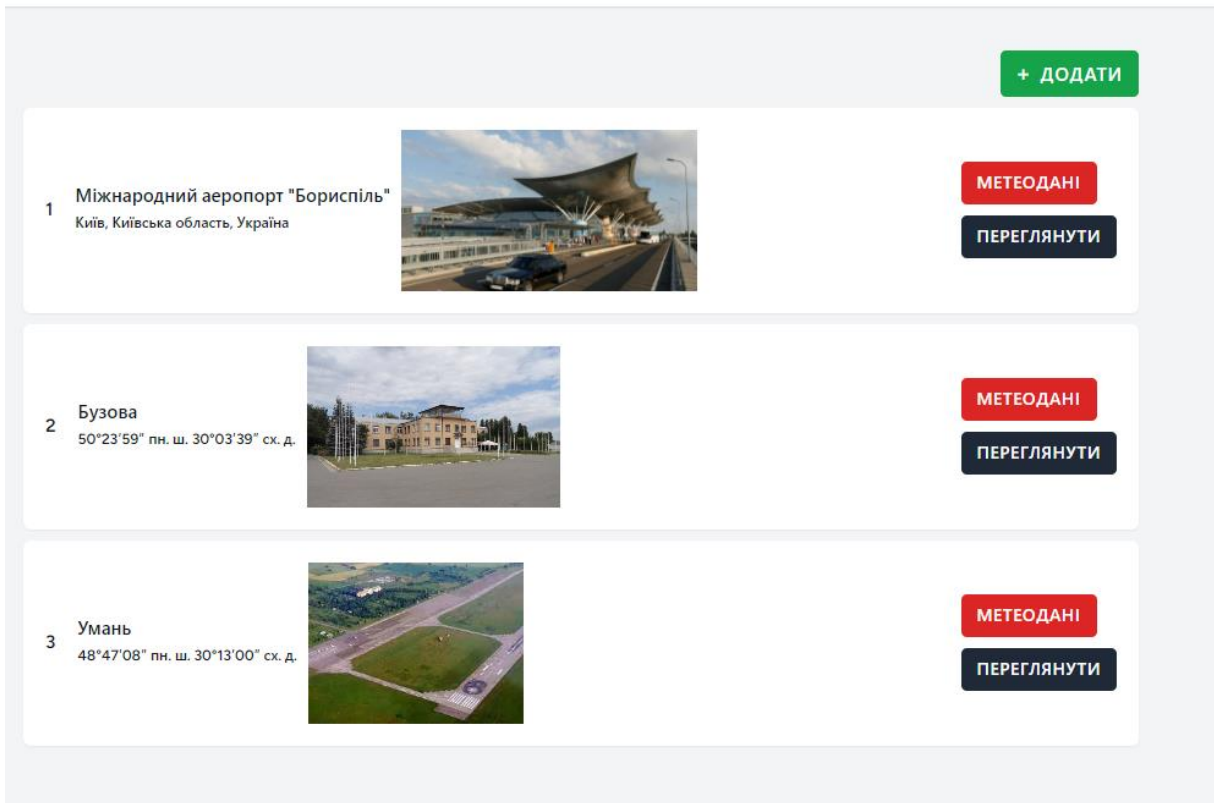 + ДОДАТИ
1
Міжнародний аеропорт "Бориспіль"
Київ, Київська область, Україна
МЕТЕОДАНІ
ПЕРЕГЛЯНУТИ
2
Бузова
50°23′59″ пн. ш. 30°03′39″ сх. д.
МЕТЕОДАНІ
ПЕРЕГЛЯНУТИ
3
Умань
48°47′08″ пн. ш. 30°13′00″ сх. д.
МЕТЕОДАНІ
ПЕРЕГЛЯНУТИ